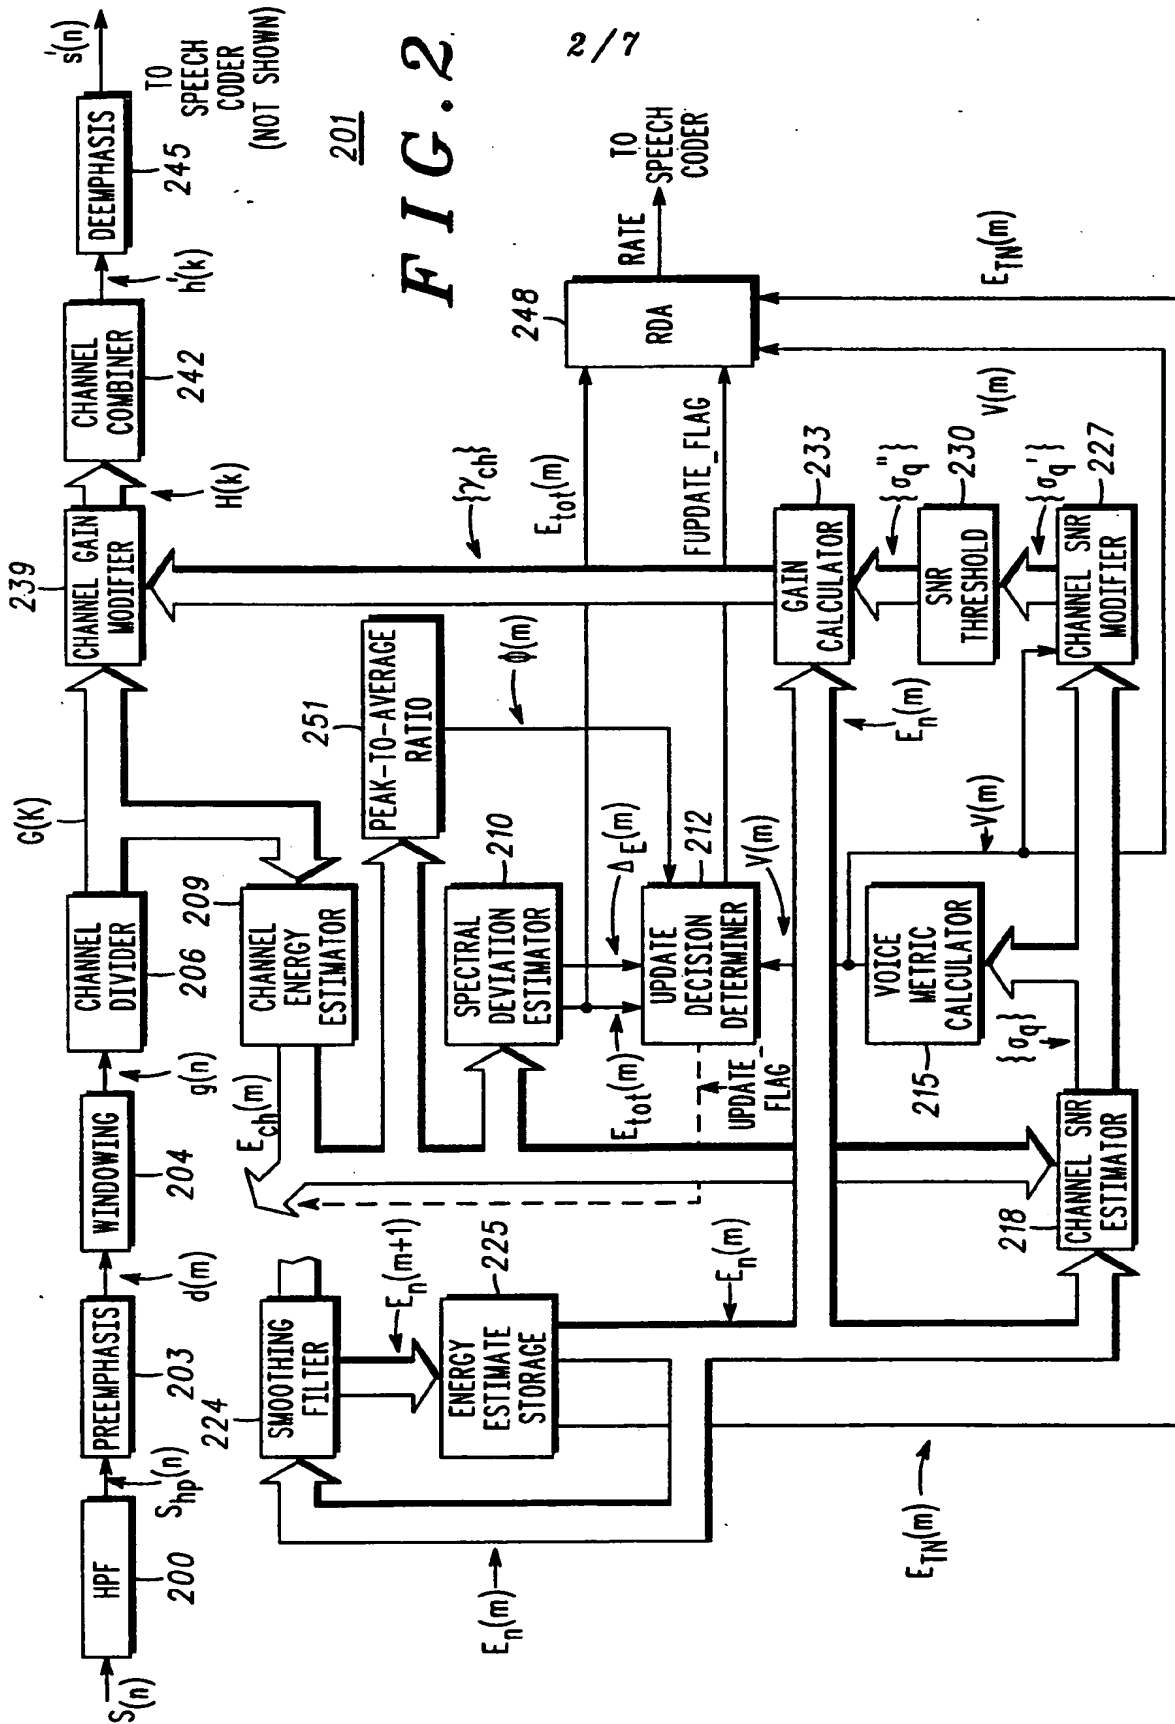 2/7
FIG.2
201
S(n)
HPF
200
Shp(n)
PREEMPHASIS
203
d(m)
WINDOWING
204
g(n)
CHANNEL
DIVIDER
206
G(K)
CHANNEL GAIN
MODIFIER
239
H(k)
CHANNEL
COMBINER
242
h'(k)
DEEMPHASIS
245
s'(n)
TO
SPEECH
CODER
(NOT SHOWN)
SMOOTHING
FILTER
224
En(m+1)
ENERGY
ESTIMATE
STORAGE
225
En(m)
En(m)
ETN(m)
Ech(m)
CHANNEL
ENERGY
ESTIMATOR
209
PEAK-TO-AVERAGE
RATIO
251
ϕ(m)
SPECTRAL
DEVIATION
ESTIMATOR
210
Etot(m)
ΔE(m)
UPDATE
DECISION
DETERMINER
212
UPDATE_
FLAG
V(m)
{γch}
Etot(m)
FUPDATE_FLAG
RDA
248
RATE
TO
SPEECH
CODER
GAIN
CALCULATOR
233
En(m)
{σq"}
SNR
THRESHOLD
230
{σq'}
CHANNEL SNR
MODIFIER
227
VOICE
METRIC
CALCULATOR
215
{σq}
CHANNEL SNR
ESTIMATOR
218
V(m)
V(m)
ETN(m)